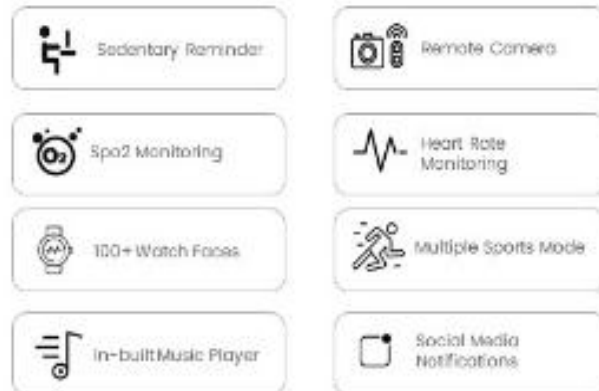 Sedentary Reminder
Remote Camera
O₂
Spo2 Monitoring
Heart Rate
Monitoring
100+ Watch Faces
Multiple Sports Mode
In-built Music Player
Social Media
Notifications